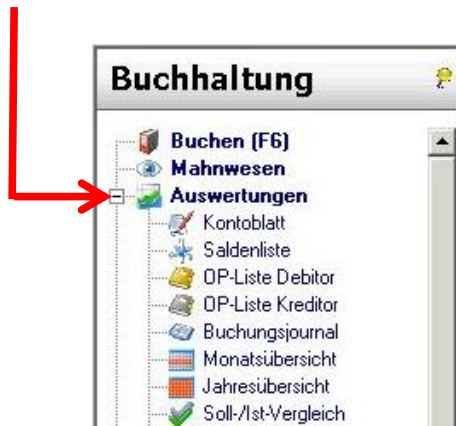 Buchhaltung
Buchen (F6)
Mahnwesen
Auswertungen
Kontoblatt
Saldenliste
OP-Liste Debitor
OP-Liste Kreditor
Buchungsjournal
Monatsübersicht
Jahresübersicht
Soll-/Ist-Vergleich